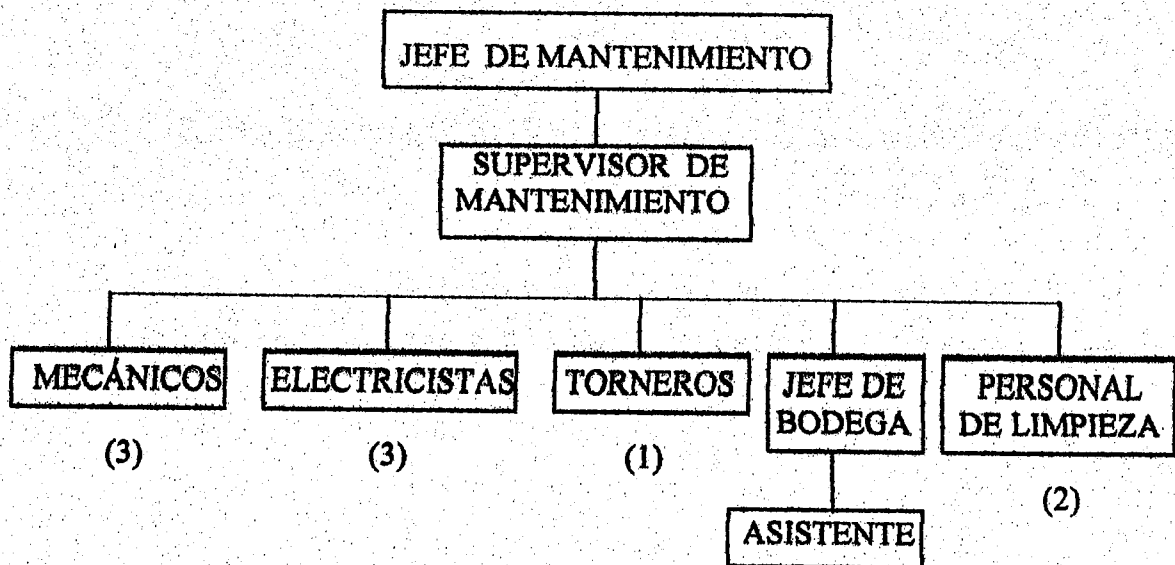 JEFE DE MANTENIMIENTO
SUPERVISOR DE
MANTENIMIENTO
MECÁNICOS
(3)
ELECTRICISTAS
(3)
TORNEROS
(1)
JEFE DE
BODEGA
ASISTENTE
PERSONAL
DE LIMPIEZA
(2)